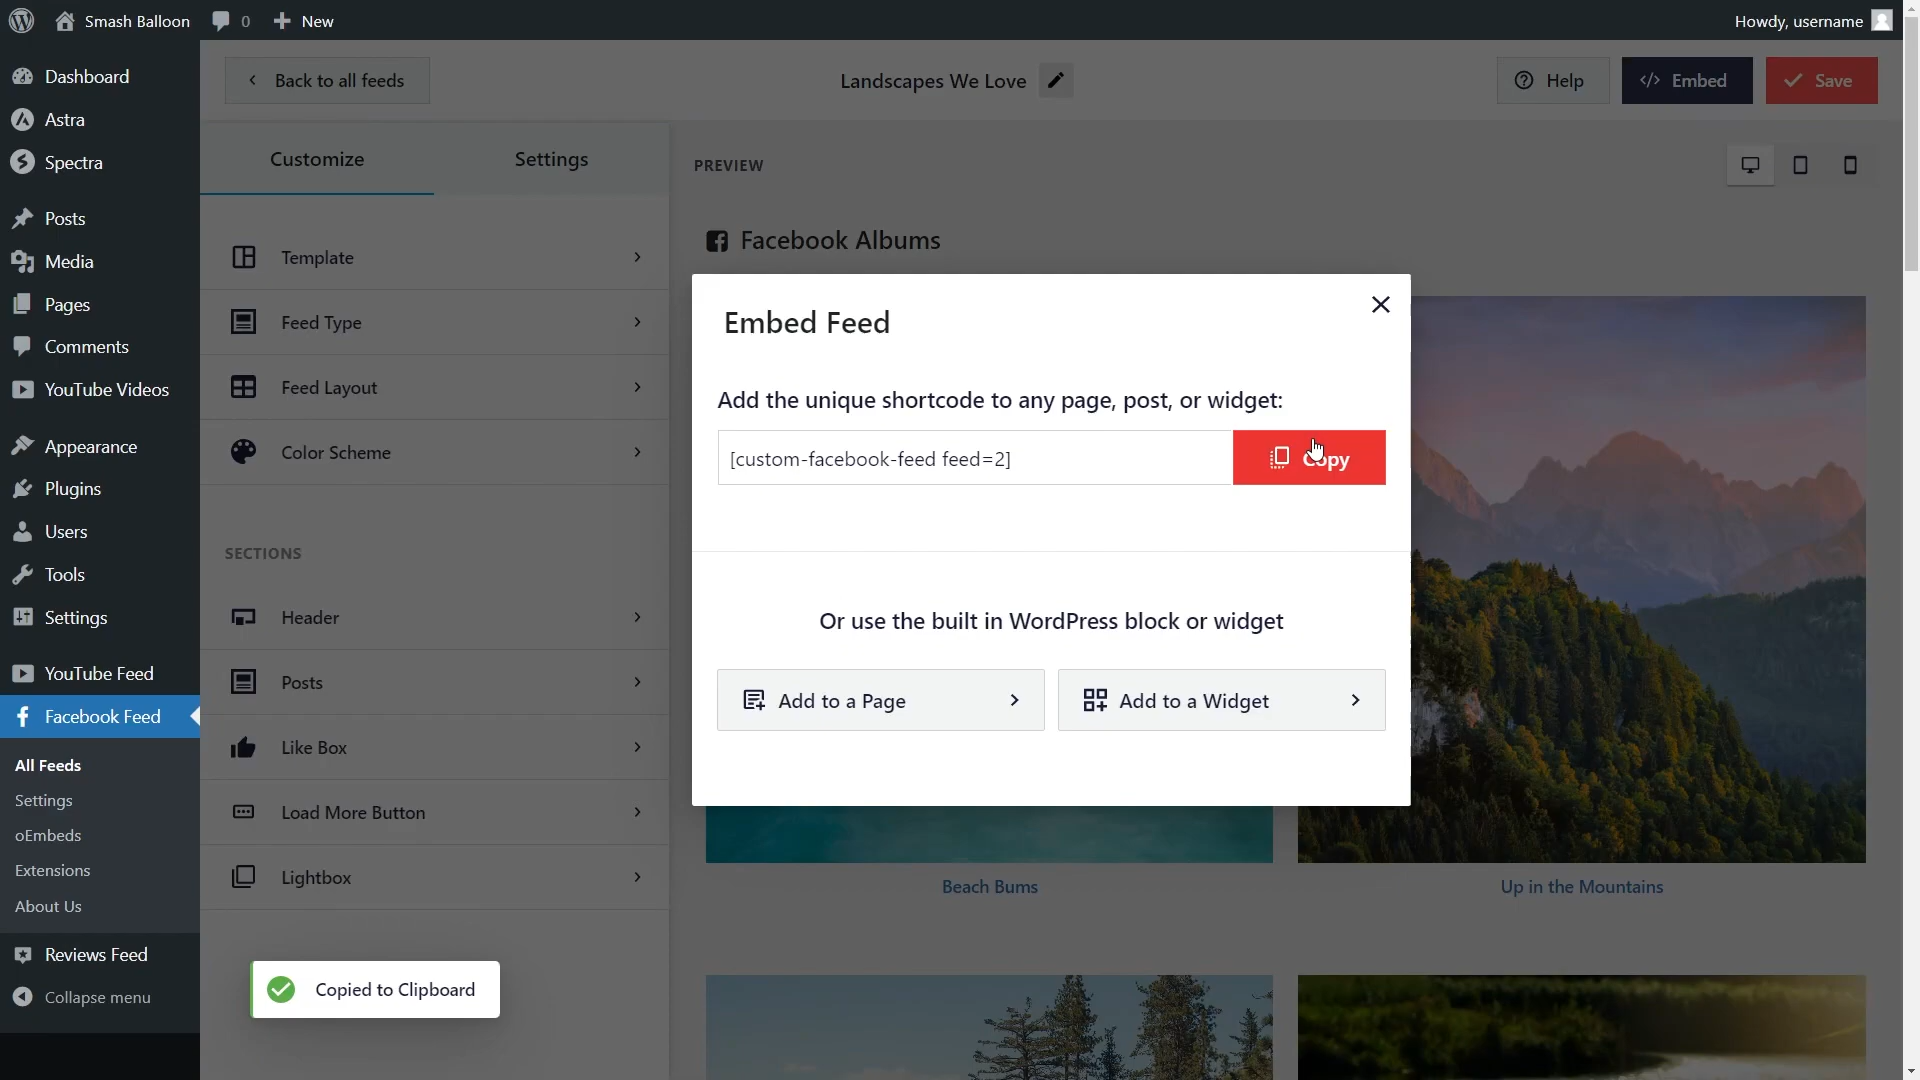 Smash Balloon
0
New
Howdy, username
Dashboard
Astra
Spectra
Posts
Media
Pages
Comments
YouTube Videos
Appearance
Plugins
Users
Tools
Settings
YouTube Feed
Facebook Feed
All Feeds
Settings
oEmbeds
Extensions
About Us
Reviews Feed
Collapse menu
Back to all feeds
Landscapes We Love
Help
</> Embed
Save
Customize
Settings
Template
Feed Type
Feed Layout
Color Scheme
SECTIONS
Header
Posts
Like Box
Load More Button
Lightbox
Copied to Clipboard
PREVIEW
Facebook Albums
Embed Feed
Add the unique shortcode to any page, post, or widget:
[custom-facebook-feed feed=2]
Copy
Or use the built in WordPress block or widget
Add to a Page
Add to a Widget
Beach Bums
Up in the Mountains